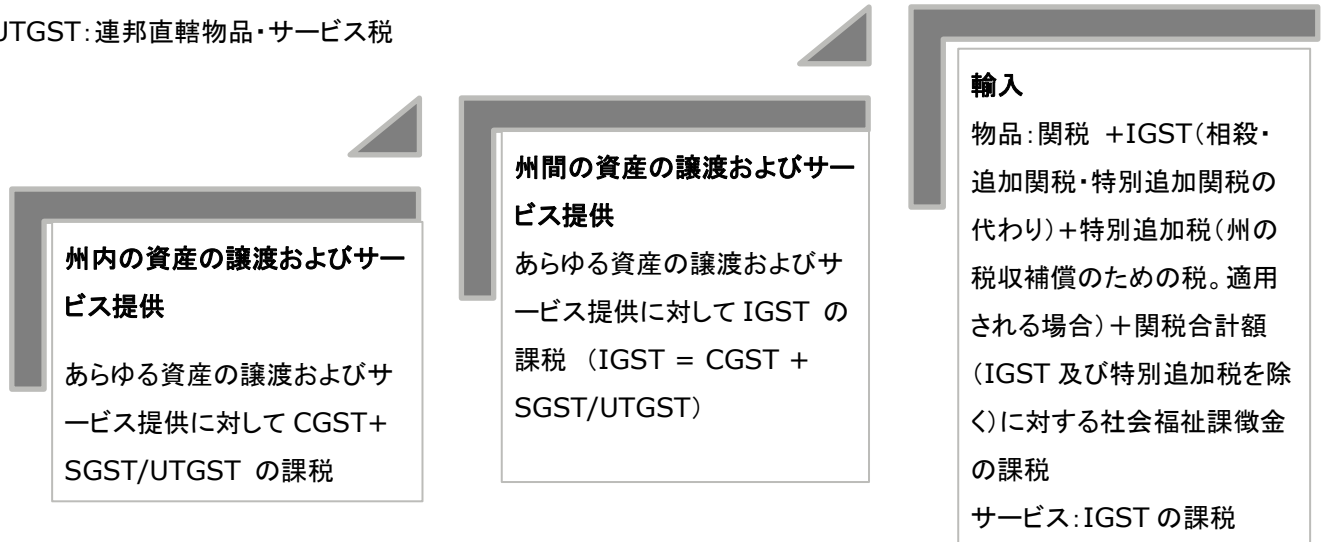 UTGST：連邦直轄物品・サービス税
州内の資産の譲渡およびサー
ビス提供
あらゆる資産の譲渡およびサ
ービス提供に対して CGST+
SGST/UTGST の課税
州間の資産の譲渡およびサー
ビス提供
あらゆる資産の譲渡およびサ
ービス提供に対して IGST の
課税 （IGST = CGST +
SGST/UTGST）
輸入
物品：関税 +IGST（相殺・
追加関税・特別追加関税の
代わり）+特別追加税（州の
税収補償のための税。適用
される場合）＋関税合計額
（IGST 及び特別追加税を除
く）に対する社会福祉課徴金
の課税
サービス：IGST の課税